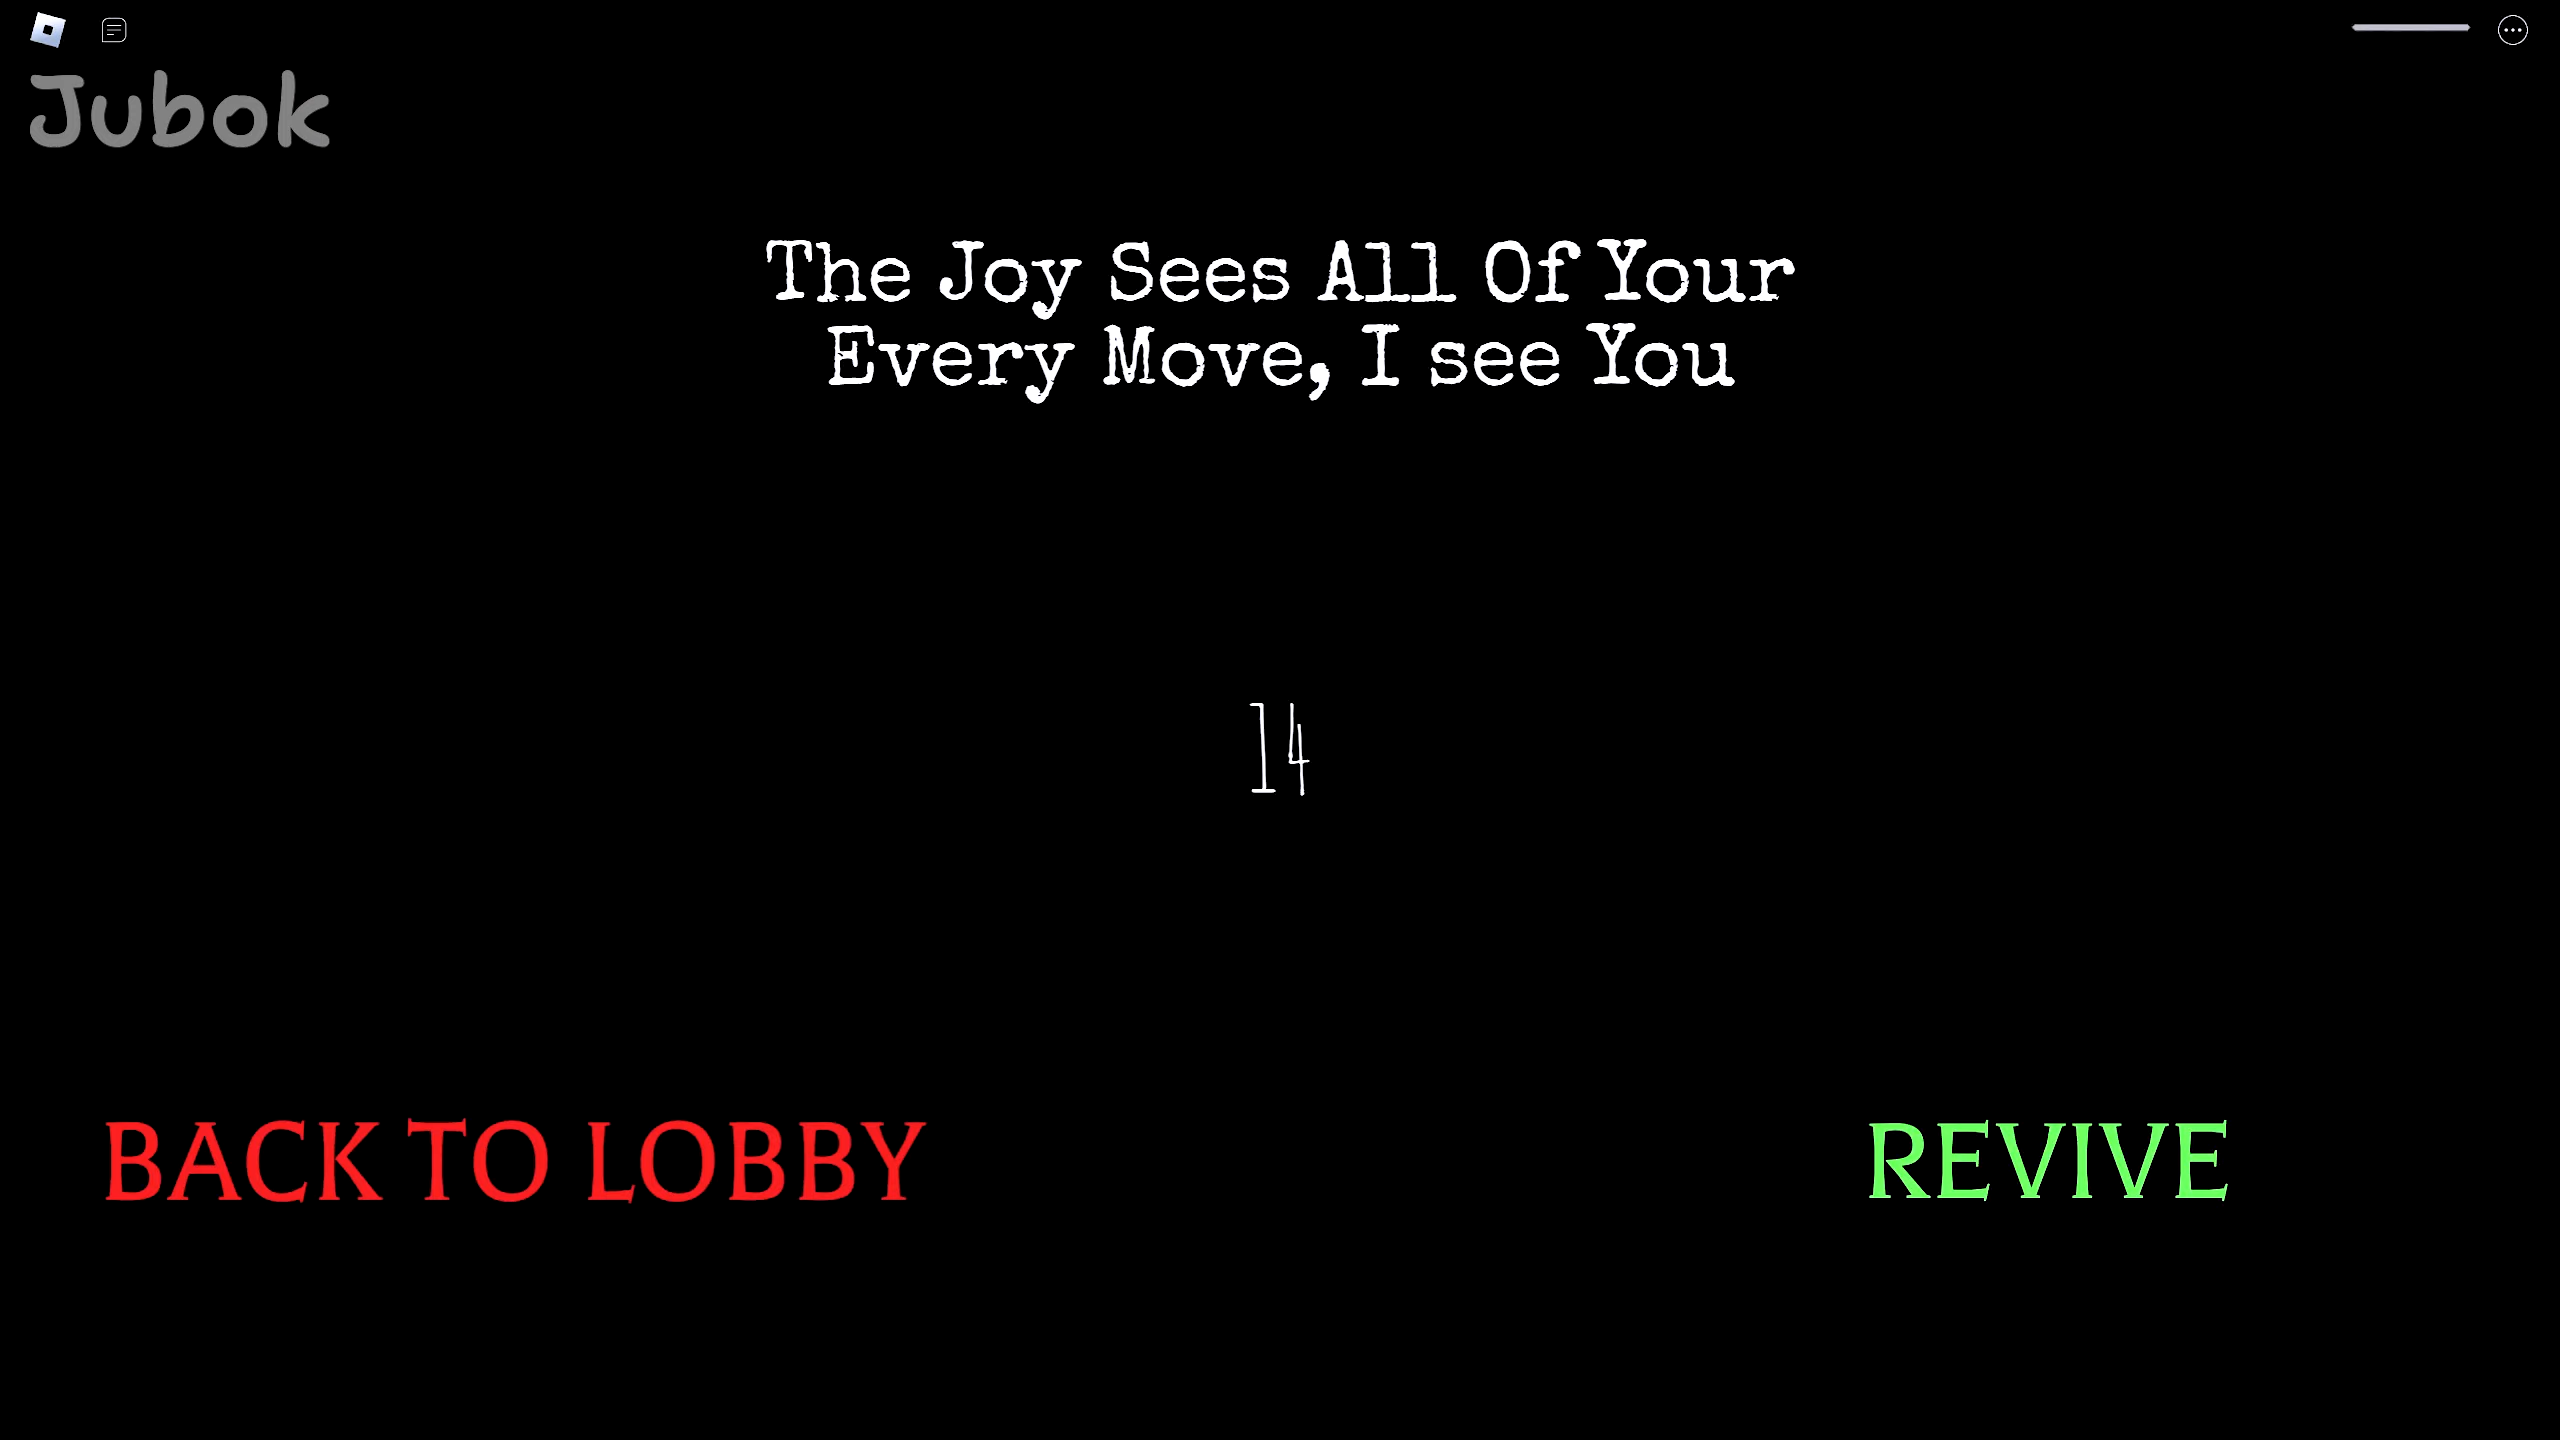 Jubok
The Joy Sees All Of Your
Every Move, I see You
14
BACK TO LOBBY
REVIVE